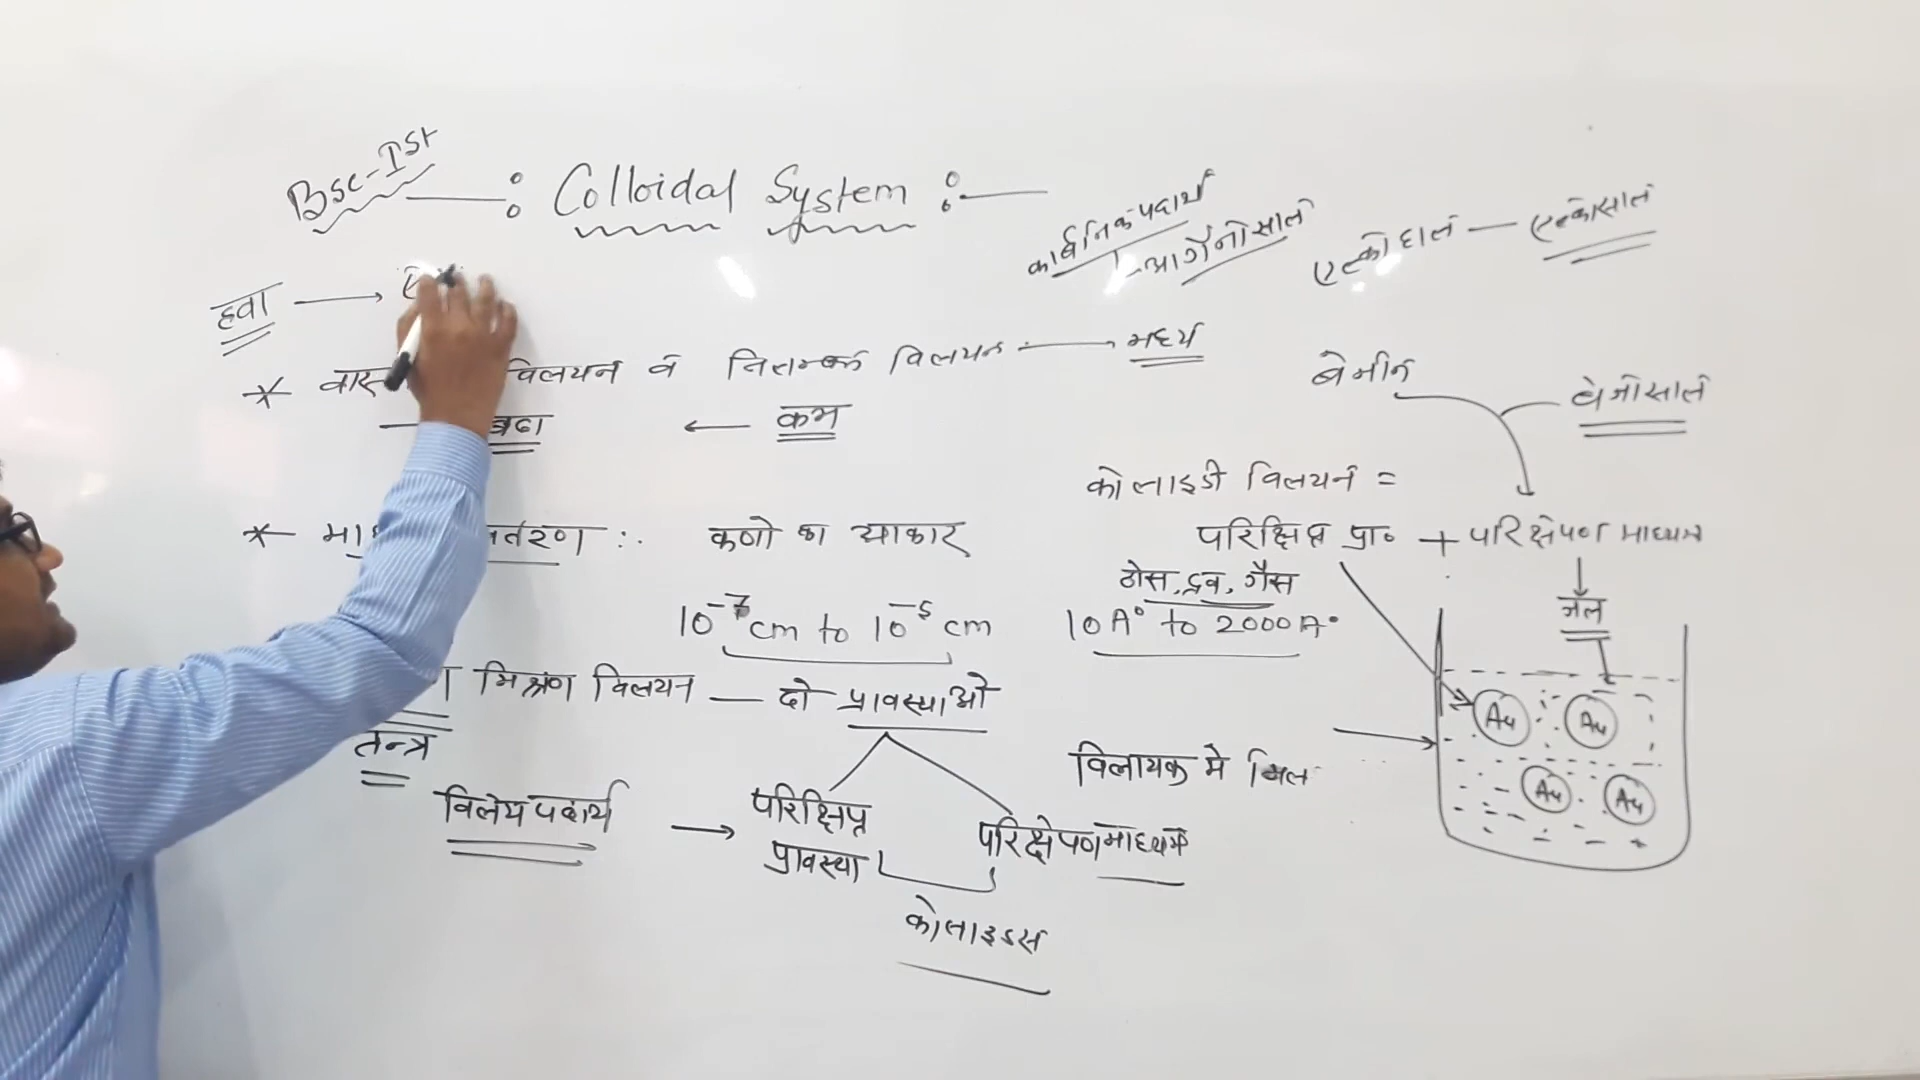 Bsc-Ist
Colloidal System
कार्बनिक पदार्थ
आर्गेनोसाल
एल्कोहाल — एल्कोसाल
हवा →
* विलयन व निलम्बन विलयन → मध्य
बडा ← कम
बेन्जीन
बेन्जोसाल
कोलाइडी विलयन =
परिक्षिप्त प्रा० + परिक्षेपण माध्यम
ठोस, द्रव, गैस
* कणो का आकार
10⁻⁷ cm to 10⁻⁵ cm
10 A° to 2000 A°
जल
मिश्रण विलयन — दो प्रावस्थाओ
तन्त्र
विलेय पदार्थ → परिक्षिप्त प्रावस्था
परिक्षेपण माध्यम
कोलाइडस
विलायक मे
Au Au
Au Au